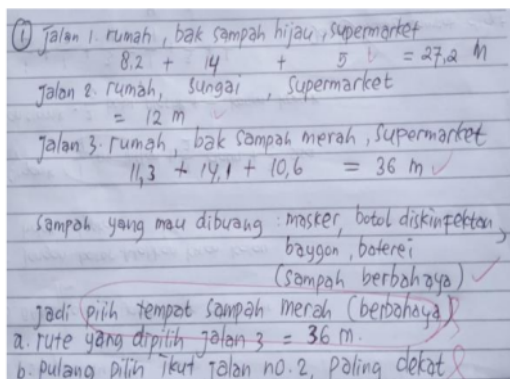 ① Jalan 1. rumah, bak sampah hijau, supermarket
8,2 + 14 + 5 = 27,2 m
Jalan 2. rumah, sungai, supermarket
= 12 m
Jalan 3. rumah, bak sampah merah, supermarket
11,3 + 14,1 + 10,6 = 36 m
Sampah yang mau dibuang : masker, botol diskinfektan,
baygon, baterei
(sampah berbahaya)
Jadi pilih tempat sampah merah (berbahaya)
a. rute yang dipilih jalan 3 = 36 m.
b. pulang pilih ikut jalan no. 2, paling dekat